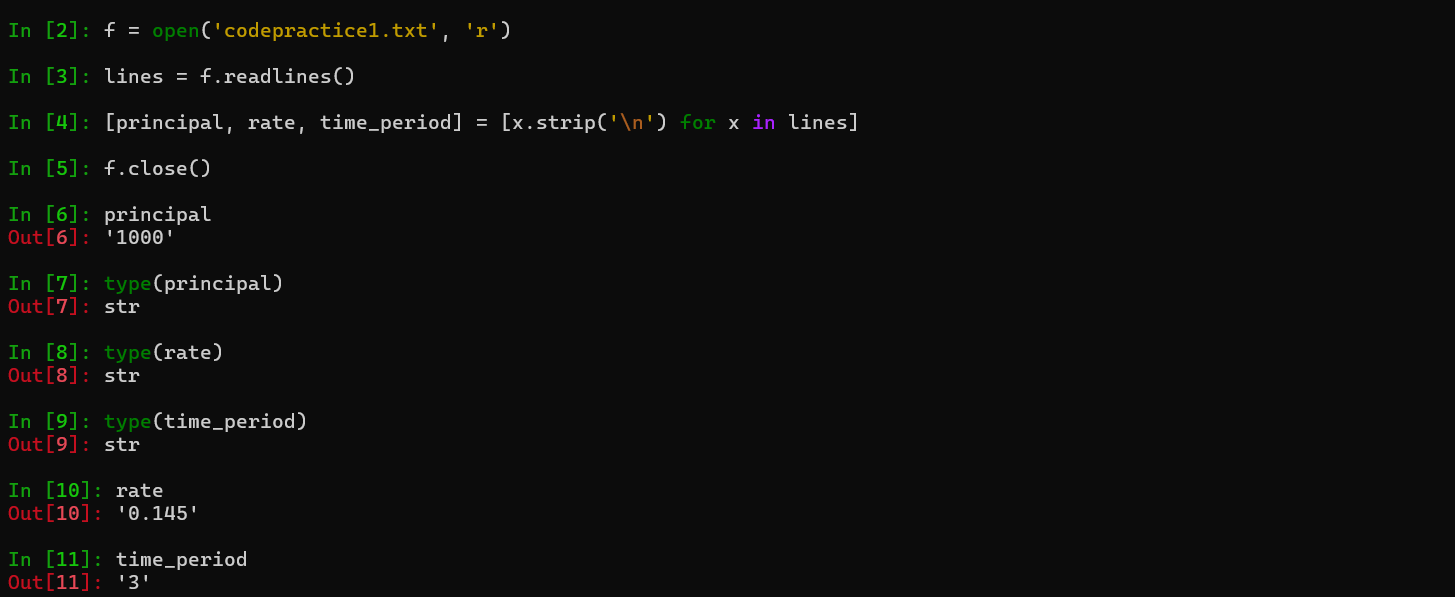 In [2]: f = open('codepractice1.txt', 'r')
In [3]: lines = f.readlines()
In [4]: [principal, rate, time_period] = [x.strip('\n') for x in lines]
In [5]: f.close()
In [6]: principal
Out[6]: '1000'
In [7]: type(principal)
Out[7]: str
In [8]: type(rate)
Out[8]: str
In [9]: type(time_period)
Out[9]: str
In [10]: rate
Out[10]: '0.145'
In [11]: time_period
Out[11]: '3'